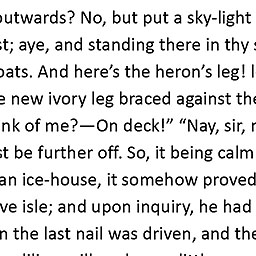 outwards? No, but put a sky-light
st; aye, and standing there in thy s
oats. And here's the heron's leg! l
e new ivory leg braced against the
nk of me?—On deck!” “Nay, sir, n
st be further off. So, it being calm
an ice-house, it somehow proved
ve isle; and upon inquiry, he had
n the last nail was driven, and the